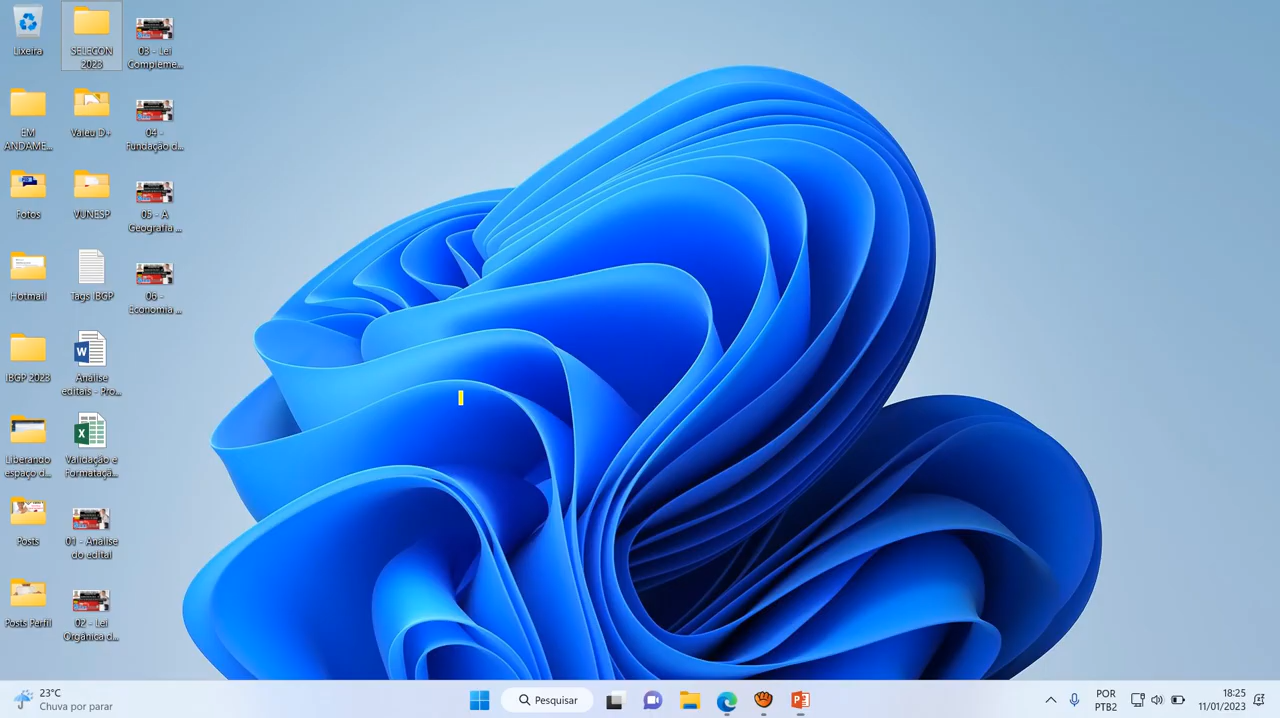 Lixeira
SELECON
2023
03 - Lei
Compleme...
EM
ANDAME...
Valeu D+
04 -
Fundação d...
Fotos
VUNESP
05 - A
Geografia ...
Hotmail
Tags IBGP
06 -
Economia ...
IBGP 2023
Análise
editais - Pro...
Liberando
espaço d...
Validação e
Formataçã...
Posts
01 - Análise
do edital
Posts Perfil
02 - Lei
Orgânica d...
23°C
Chuva por parar
Pesquisar
POR
PTB2
18:25
11/01/2023